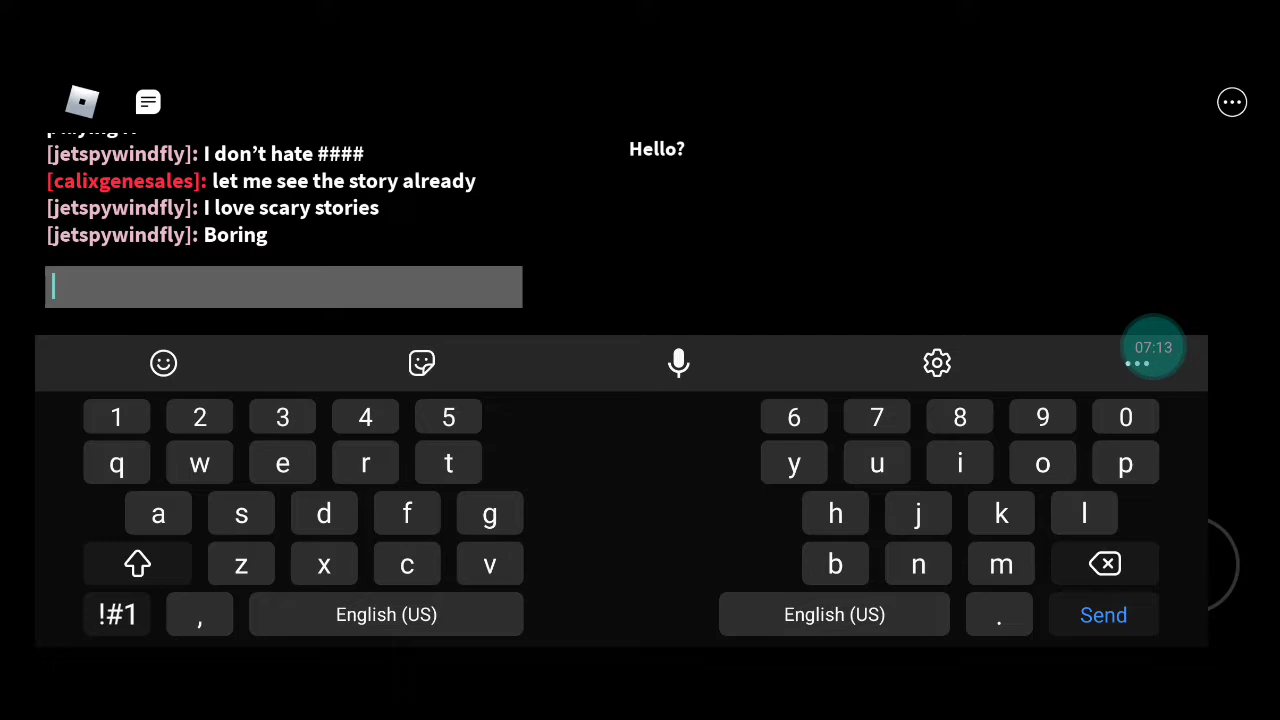 [jetspywindfly]: I don't hate ####
[calixgenesales]: let me see the story already
[jetspywindfly]: I love scary stories
[jetspywindfly]: Boring
Hello?
07:13
1 2 3 4 5 6 7 8 9 0
q w e r t y u i o p
a s d f g h j k l
z x c v b n m
!#1 , English (US) English (US) . Send